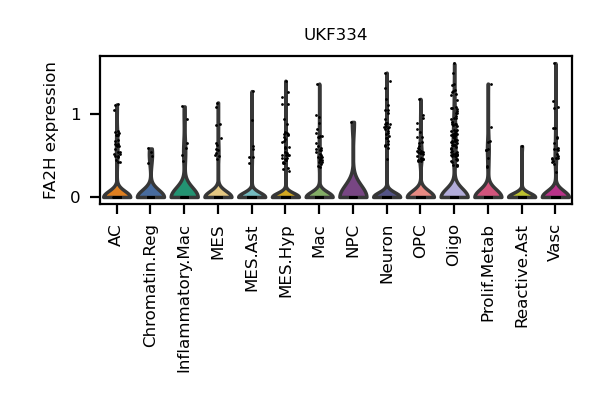 UKF334
FA2H expression
1
0
AC
Chromatin.Reg
Inflammatory.Mac
MES
MES.Ast
MES.Hyp
Mac
NPC
Neuron
OPC
Oligo
Prolif.Metab
Reactive.Ast
Vasc